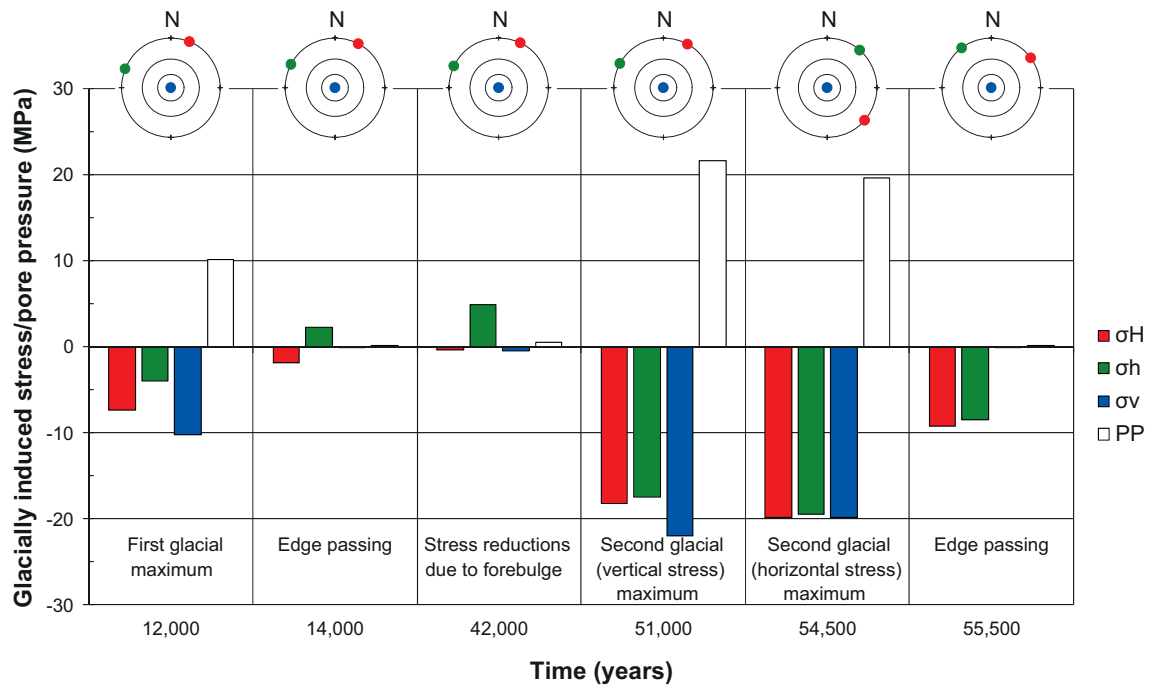 N N N N N N
Glacially induced stress/pore pressure (MPa)
30
20
10
0
-10
-20
-30
σH
σh
σv
PP
First glacial
maximum
Edge passing
Stress reductions
due to forebulge
Second glacial
(vertical stress)
maximum
Second glacial
(horizontal stress)
maximum
Edge passing
12,000 14,000 42,000 51,000 54,500 55,500
Time (years)